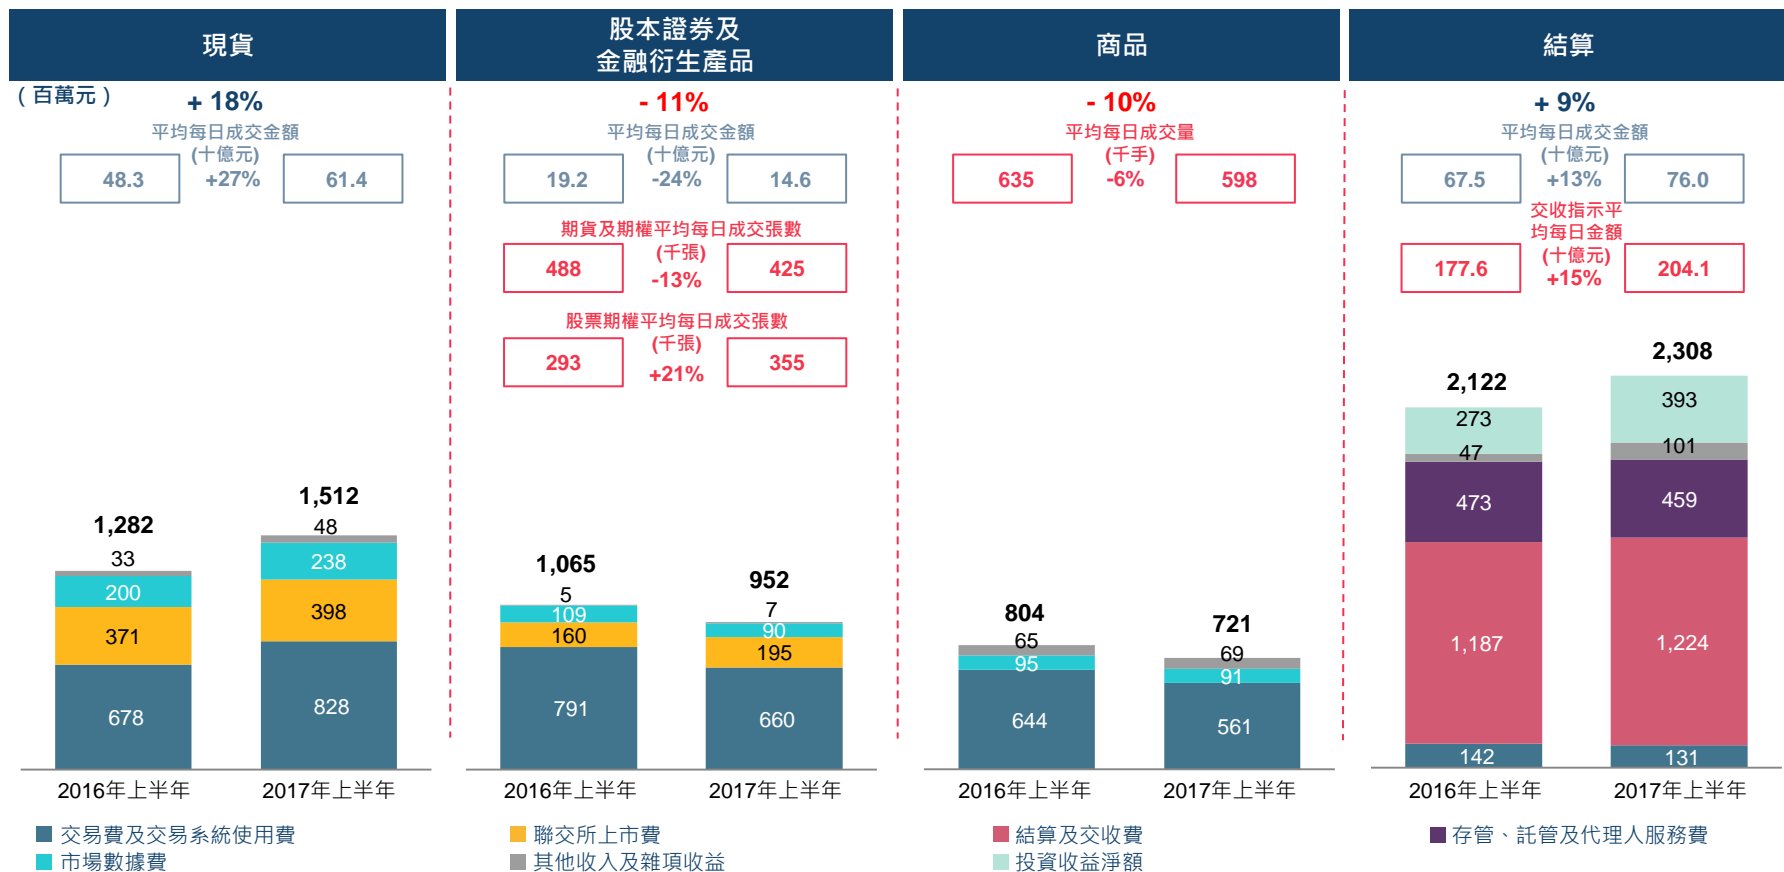 現貨
股本證券及
金融衍生產品
商品
結算
(百萬元)
+ 18%
平均每日成交金額
(十億元)
48.3
+27%
61.4
- 11%
平均每日成交金額
(十億元)
19.2
-24%
14.6
期貨及期權平均每日成交張數
(千張)
488
-13%
425
股票期權平均每日成交張數
(千張)
293
+21%
355
- 10%
平均每日成交量
(千手)
635
-6%
598
+ 9%
平均每日成交金額
(十億元)
67.5
+13%
76.0
交收指示平
均每日金額
(十億元)
177.6
+15%
204.1
1,282
33
200
371
678
1,512
48
238
398
828
2016年上半年
2017年上半年
1,065
5
109
160
791
952
7
90
195
660
2016年上半年
2017年上半年
804
65
95
644
721
69
91
561
2016年上半年
2017年上半年
2,122
273
47
473
1,187
142
2,308
393
101
459
1,224
131
2016年上半年
2017年上半年
交易費及交易系統使用費
聯交所上市費
結算及交收費
存管、託管及代理人服務費
市場數據費
其他收入及雜項收益
投資收益淨額